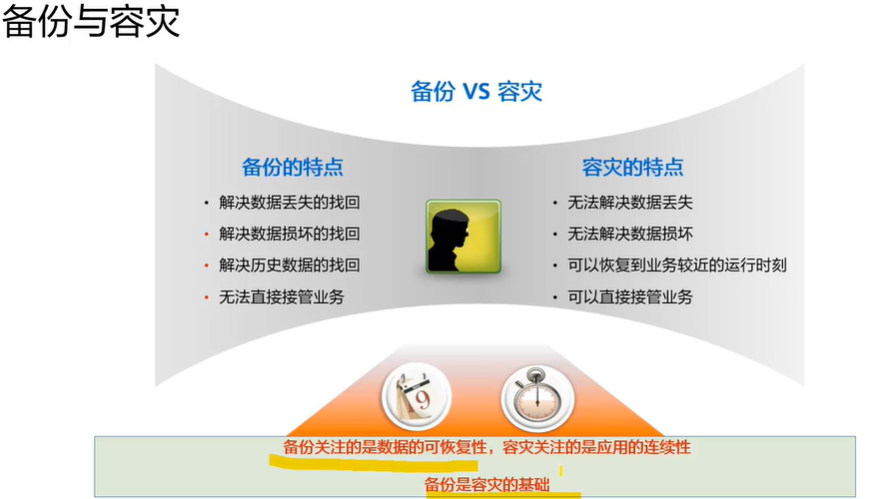 备份与容灾
备份 VS 容灾
备份的特点
• 解决数据丢失的找回
• 解决数据损坏的找回
• 解决历史数据的找回
• 无法直接接管业务
容灾的特点
• 无法解决数据丢失
• 无法解决数据损坏
• 可以恢复到业务较近的运行时刻
• 可以直接接管业务
9
备份关注的是数据的可恢复性，容灾关注的是应用的连续性
备份是容灾的基础